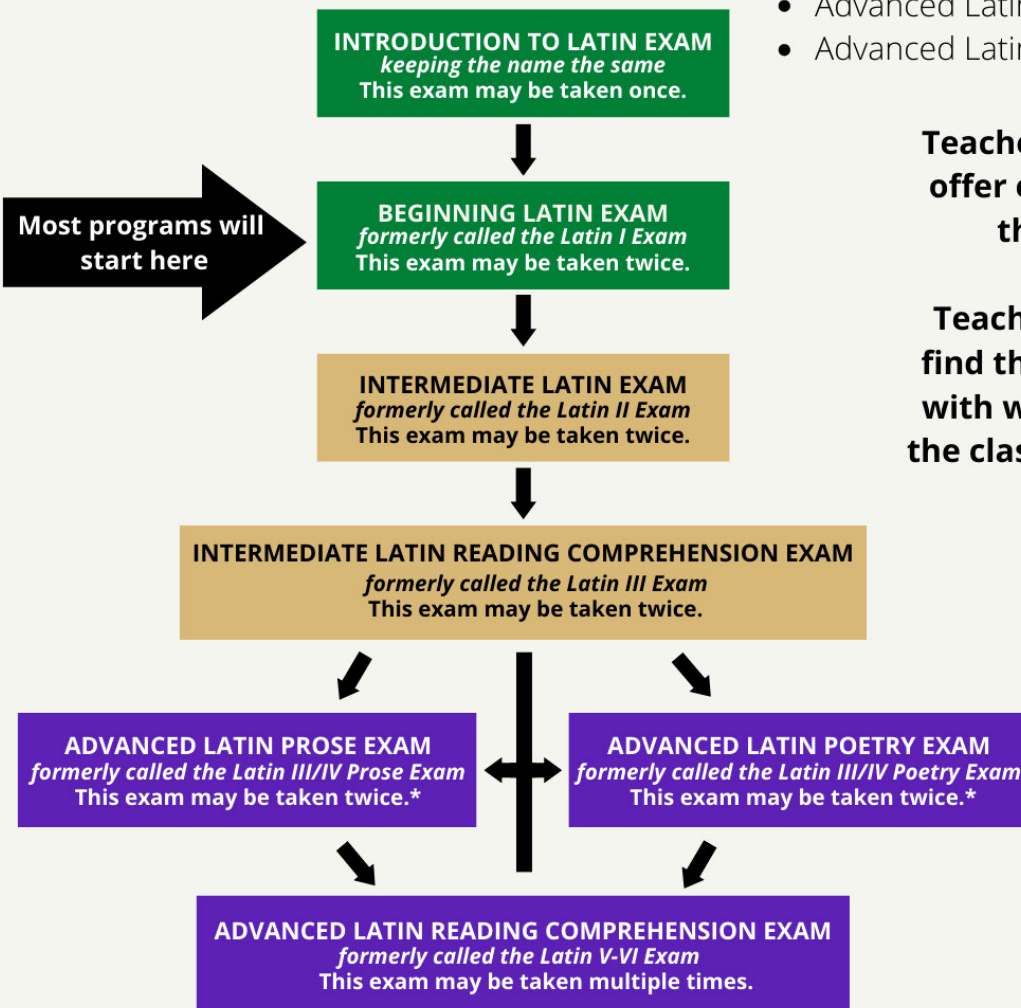 Advanced
Advanced
INTRODUCTION TO LATIN EXAM
keeping the name the same
This exam may be taken once.
offer
Most programs will
start here
BEGINNING LATIN EXAM
formerly called the Latin I Exam
This exam may be taken twice.
find
with
the
INTERMEDIATE LATIN EXAM
formerly called the Latin II Exam
This exam may be taken twice.
INTERMEDIATE LATIN READING COMPREHENSION EXAM
formerly called the Latin III Exam
This exam may be taken twice.
ADVANCED LATIN PROSE EXAM
formerly called the Latin III/IV Prose Exam
This exam may be taken twice.*
ADVANCED LATIN POETRY EXAM
formerly called the Latin III/IV Poetry Exam
This exam may be taken twice.*
ADVANCED LATIN READING COMPREHENSION EXAM
formerly called the Latin V-VI Exam
This exam may be taken multiple times.